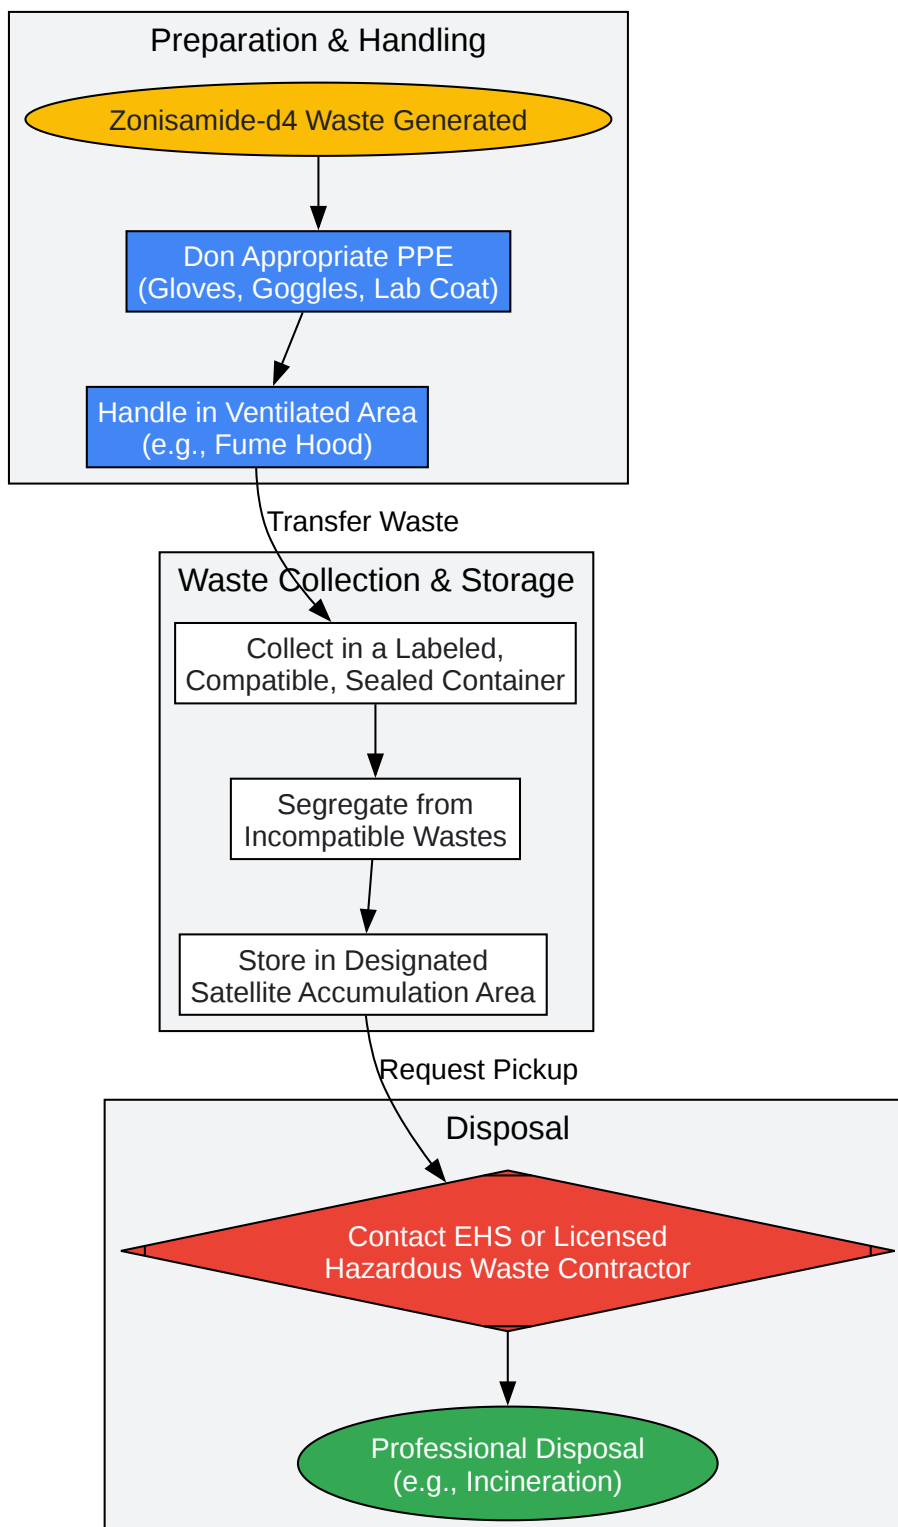 Preparation & Handling
Zonisamide-d4 Waste Generated
Don Appropriate PPE
(Gloves, Goggles, Lab Coat)
Handle in Ventilated Area
(e.g., Fume Hood)
Transfer Waste
Waste Collection & Storage
Collect in a Labeled,
Compatible, Sealed Container
Segregate from
Incompatible Wastes
Store in Designated
Satellite Accumulation Area
Request Pickup
Disposal
Contact EHS or Licensed
Hazardous Waste Contractor
Professional Disposal
(e.g., Incineration)